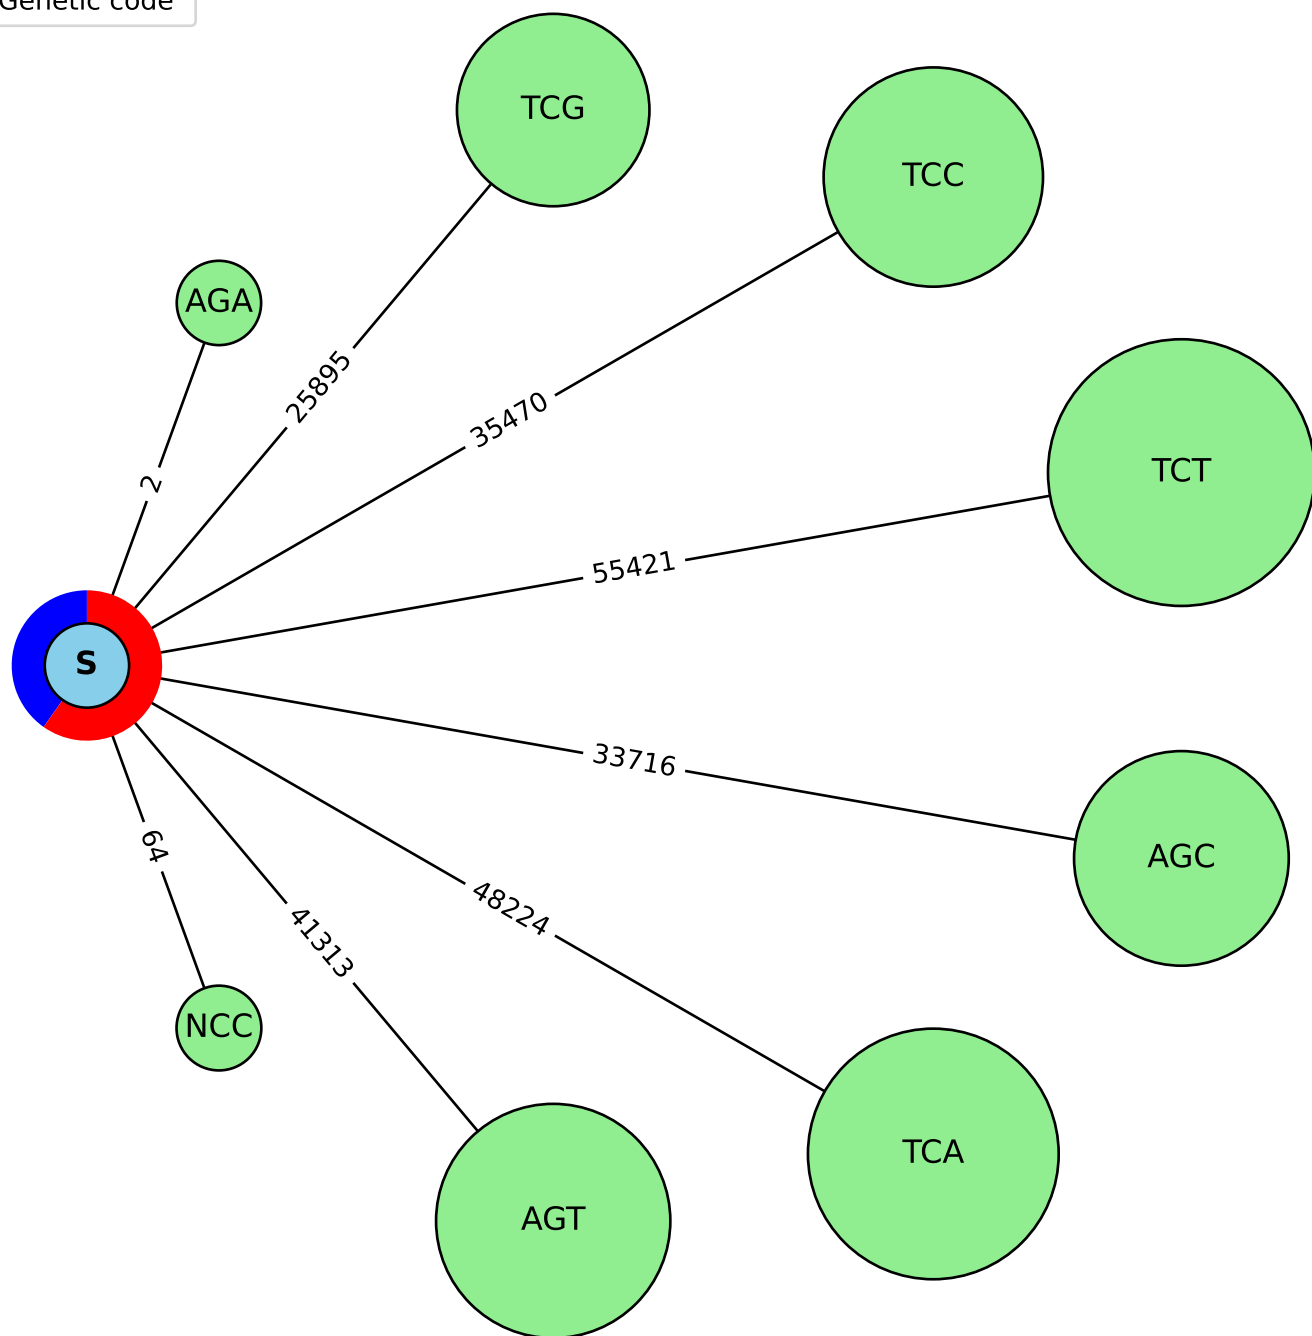 Genetic code
TCG
TCC
AGA
25895
35470
TCT
2
55421
S
33716
AGC
64
48224
41313
NCC
TCA
AGT